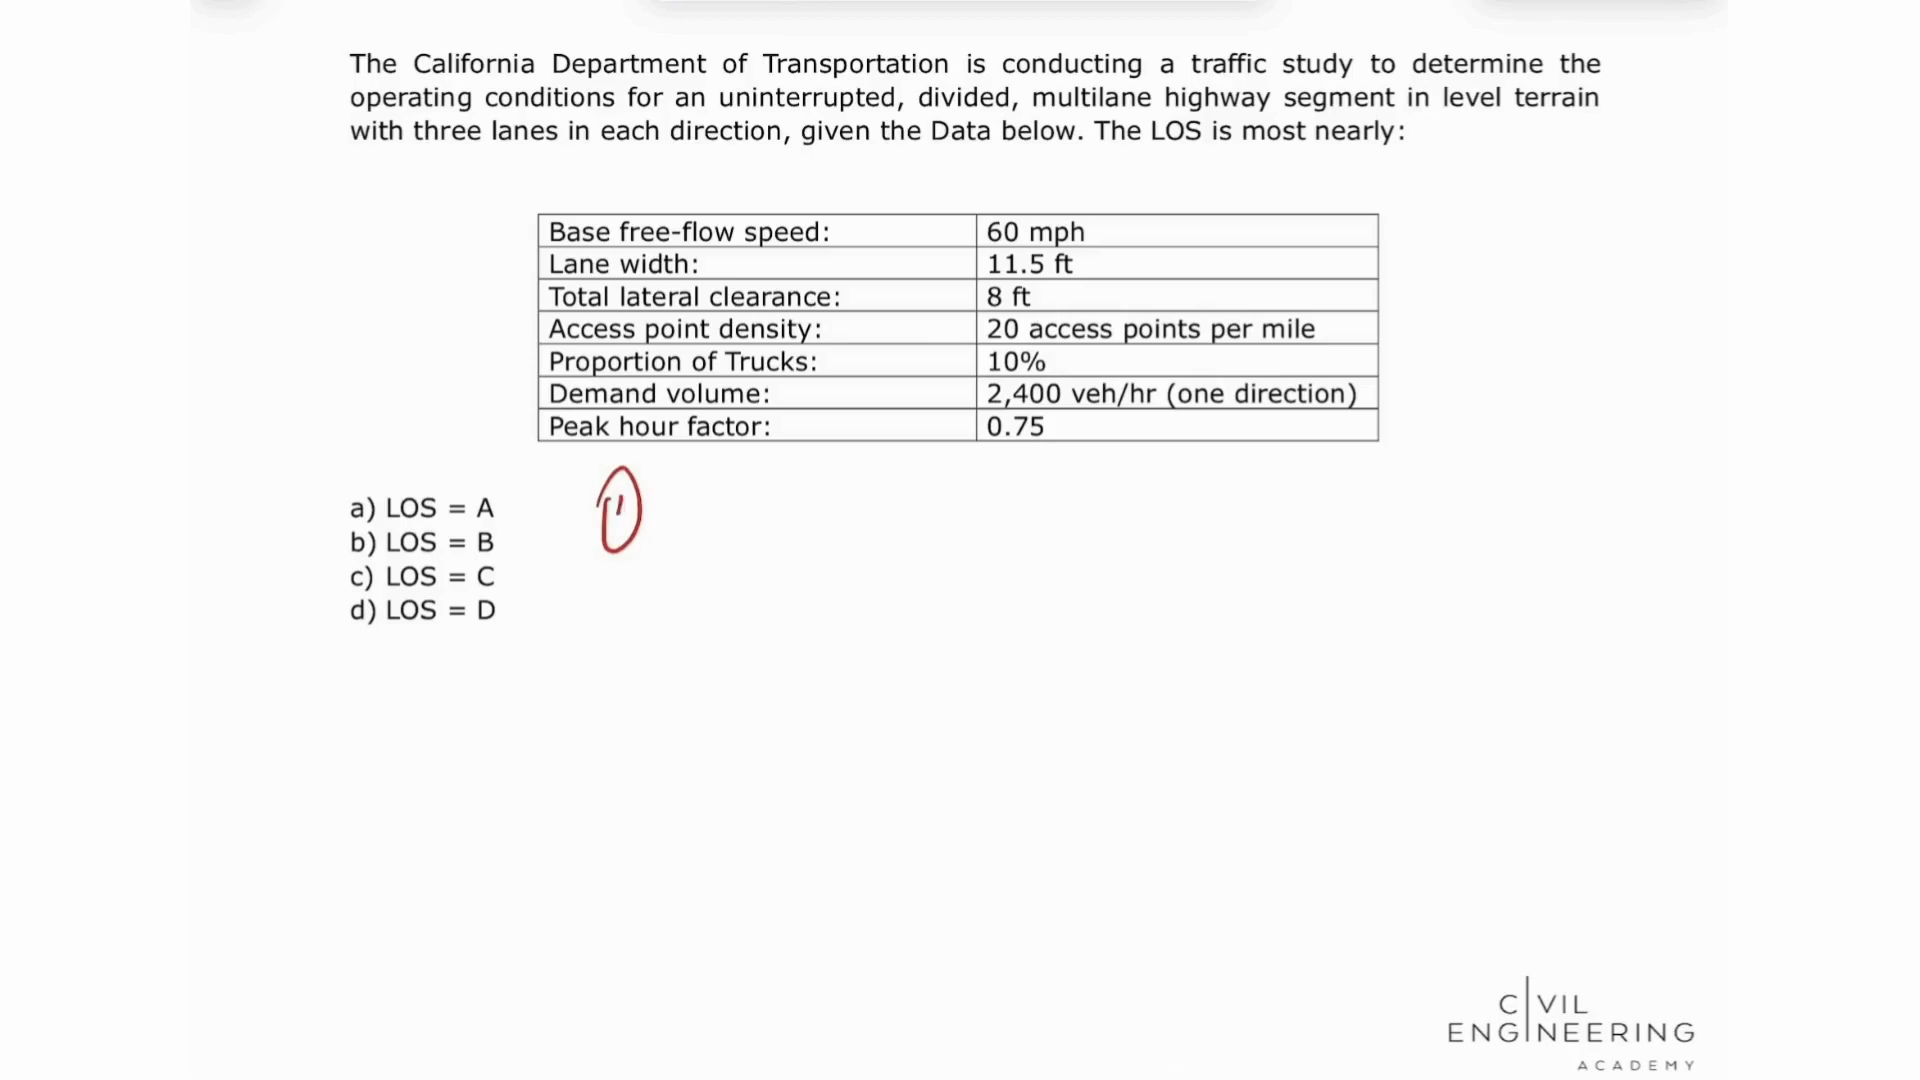 The California Department of Transportation is conducting a traffic study to determine the
operating conditions for an uninterrupted, divided, multilane highway segment in level terrain
with three lanes in each direction, given the Data below. The LOS is most nearly:
Base free-flow speed: 60 mph
Lane width: 11.5 ft
Total lateral clearance: 8 ft
Access point density: 20 access points per mile
Proportion of Trucks: 10%
Demand volume: 2,400 veh/hr (one direction)
Peak hour factor: 0.75
a) LOS = A
b) LOS = B
c) LOS = C
d) LOS = D
CIVIL
ENGINEERING
ACADEMY